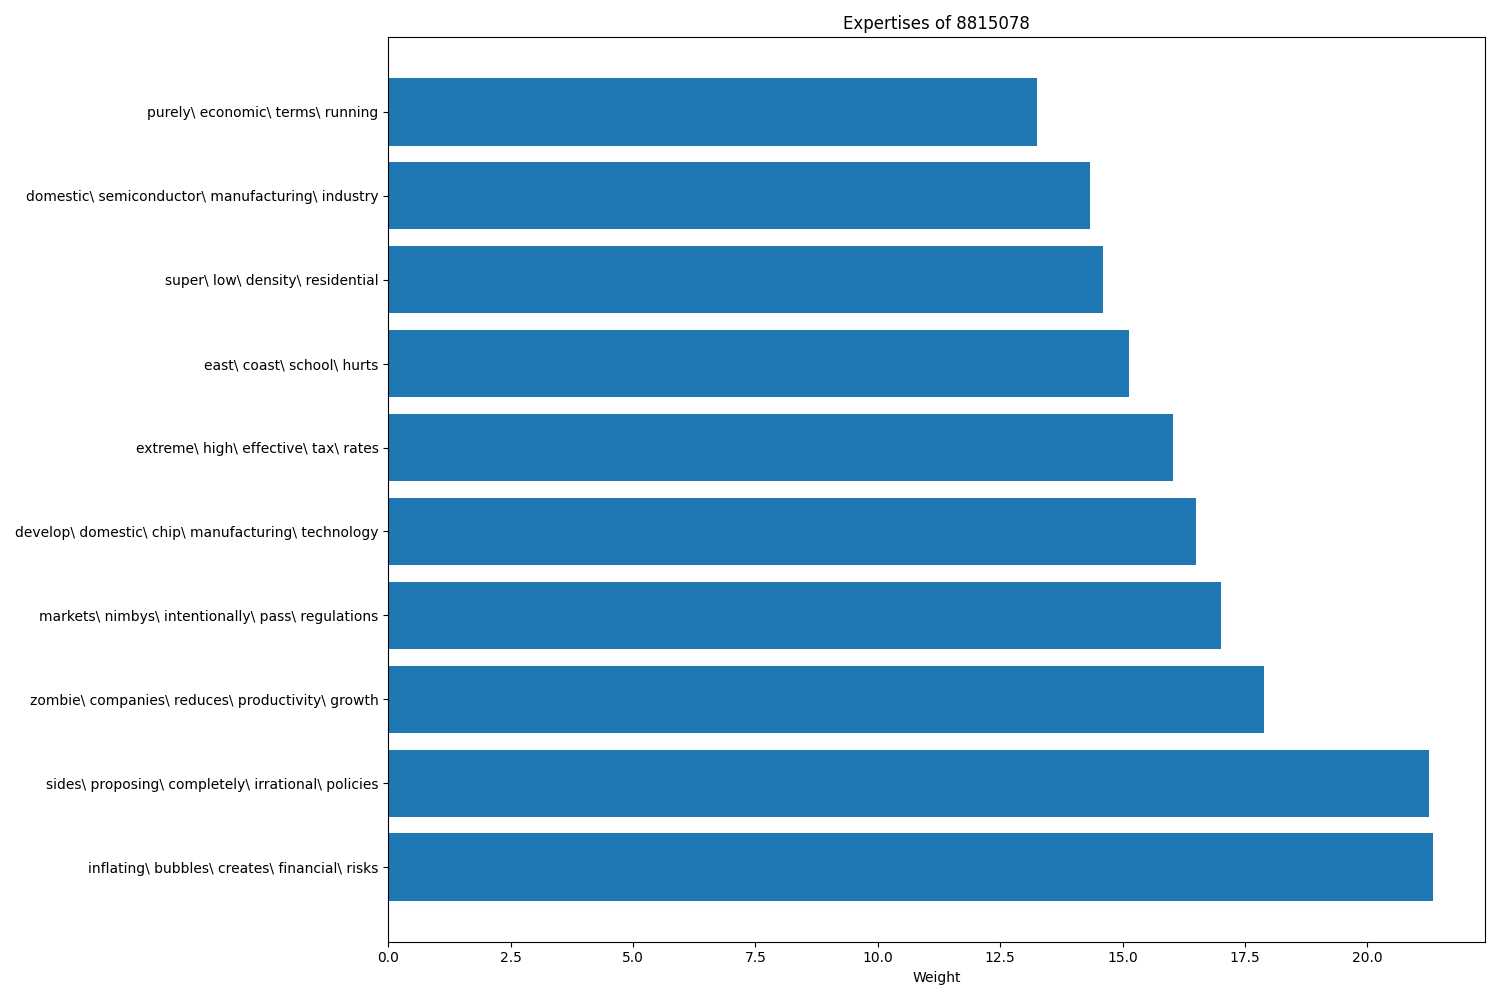 Expertises of 8815078
purely\ economic\ terms\ running
domestic\ semiconductor\ manufacturing\ industry
super\ low\ density\ residential
east\ coast\ school\ hurts
extreme\ high\ effective\ tax\ rates
develop\ domestic\ chip\ manufacturing\ technology
markets\ nimbys\ intentionally\ pass\ regulations
zombie\ companies\ reduces\ productivity\ growth
sides\ proposing\ completely\ irrational\ policies
inflating\ bubbles\ creates\ financial\ risks
0.0 2.5 5.0 7.5 10.0 12.5 15.0 17.5 20.0
Weight